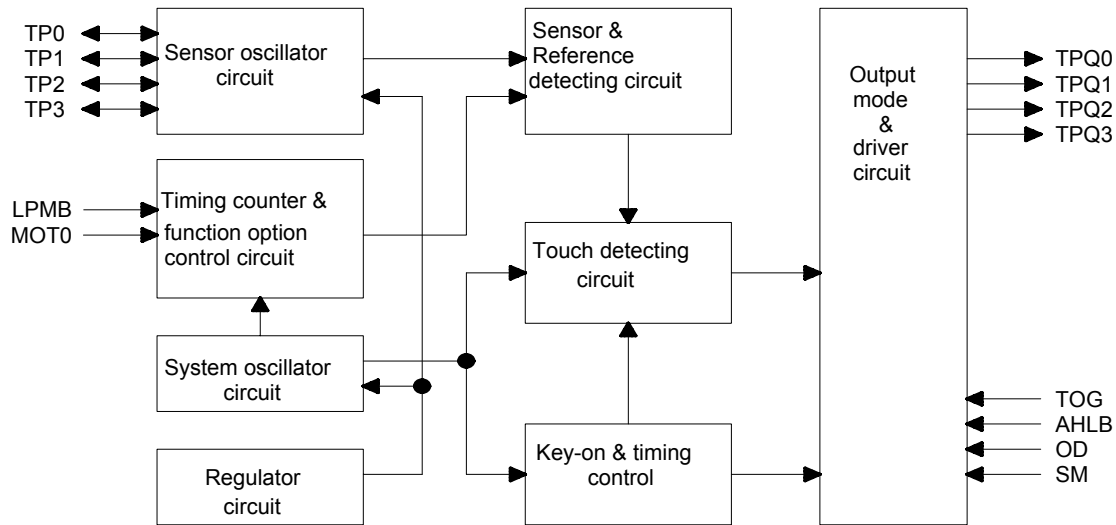 TP0
TP1
TP2
TP3
Sensor oscillator
circuit
Sensor &
Reference
detecting circuit
Output
mode
&
driver
circuit
TPQ0
TPQ1
TPQ2
TPQ3
LPMB
MOT0
Timing counter &
function option
control circuit
Touch detecting
circuit
System oscillator
circuit
Regulator
circuit
Key-on & timing
control
TOG
AHLB
OD
SM